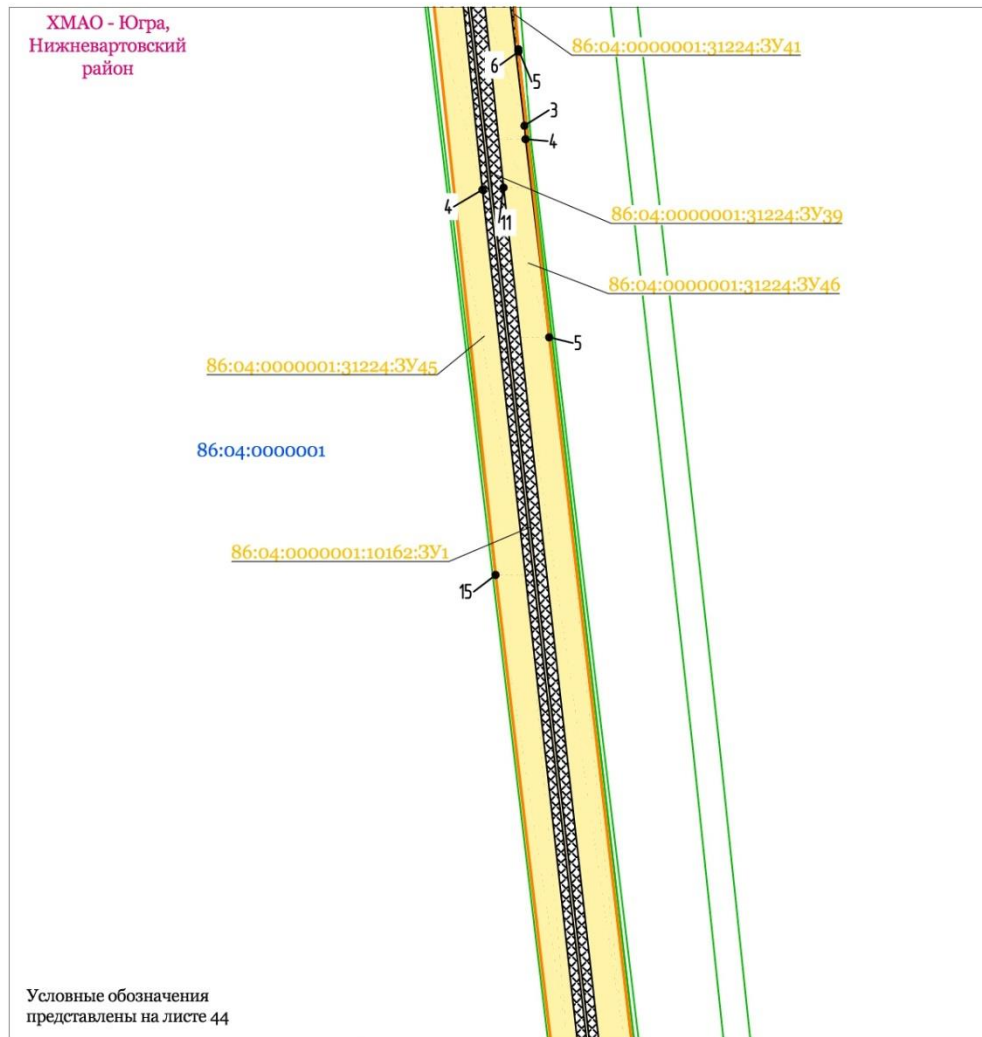 ХМАО - Югра,
Нижневартовский
район
86:04:0000001:31224:ЗУ41
6
5
3
4
4
11
86:04:0000001:31224:ЗУ39
86:04:0000001:31224:ЗУ46
5
86:04:0000001:31224:ЗУ45
86:04:0000001
86:04:0000001:10162:ЗУ1
15
Условные обозначения
представлены на листе 44